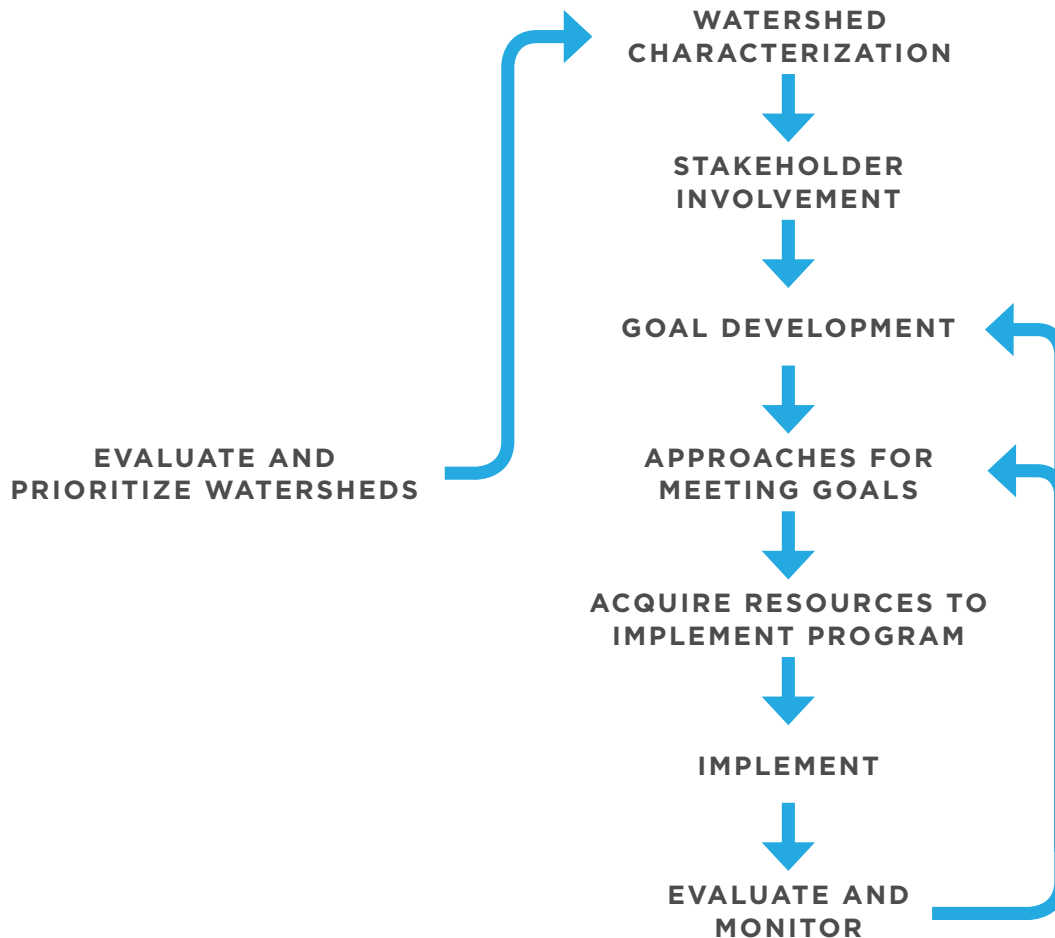 WATERSHED
CHARACTERIZATION
STAKEHOLDER
INVOLVEMENT
GOAL DEVELOPMENT
EVALUATE AND
PRIORITIZE WATERSHEDS
APPROACHES FOR
MEETING GOALS
ACQUIRE RESOURCES TO
IMPLEMENT PROGRAM
IMPLEMENT
EVALUATE AND
MONITOR